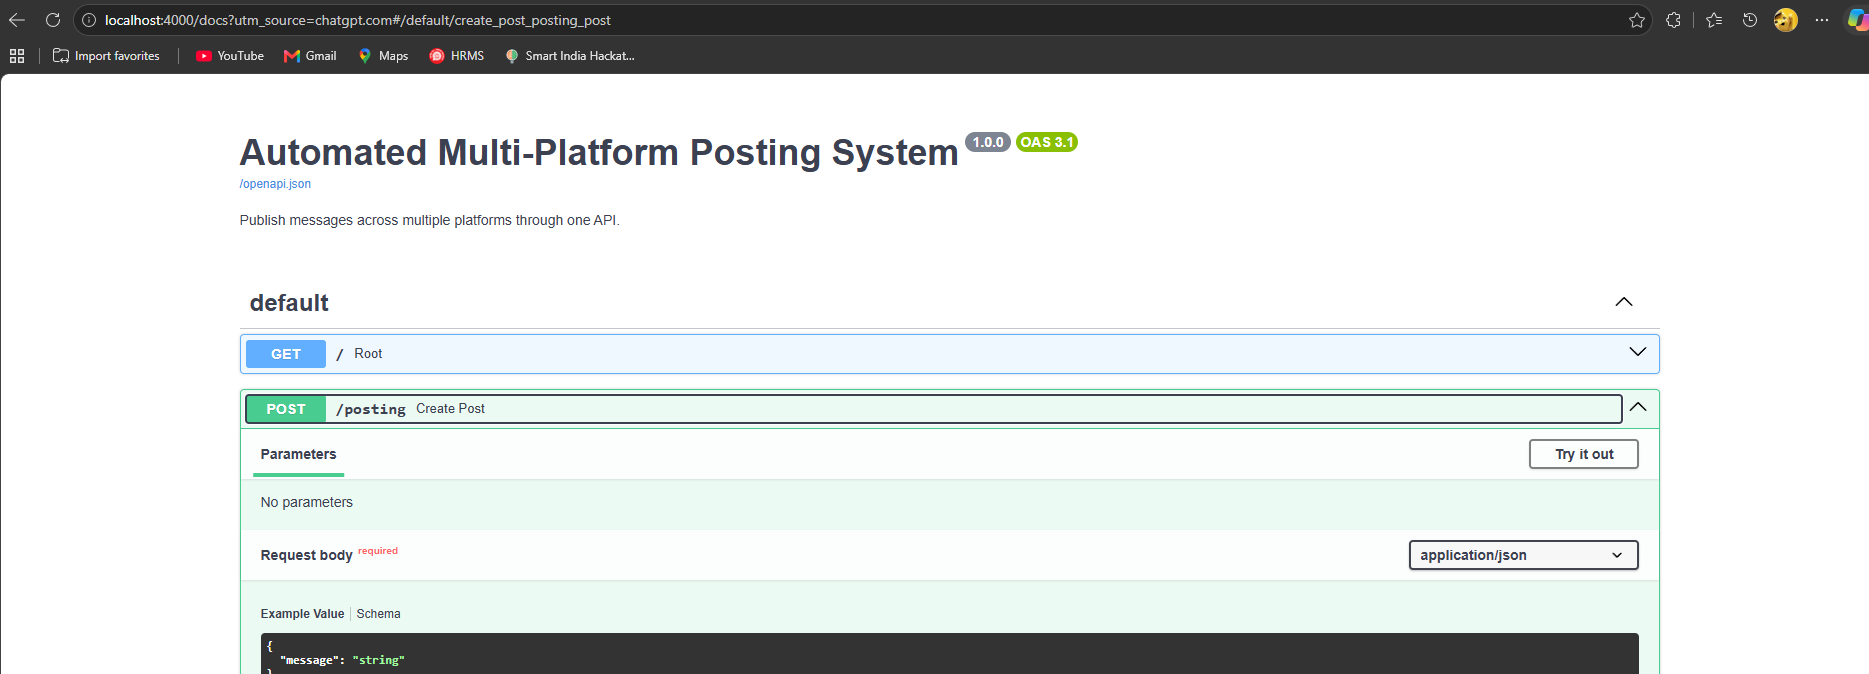 localhost:4000/docs?utm_source=chatgpt.com#/default/create_post_posting_post
Import favorites YouTube Gmail Maps HRMS Smart India Hackat...
Automated Multi-Platform Posting System 1.0.0 OAS 3.1
/openapi.json
Publish messages across multiple platforms through one API.
default
GET / Root
POST /posting Create Post
Parameters Try it out
No parameters
Request body required application/json
Example Value Schema
{
"message": "string"
}